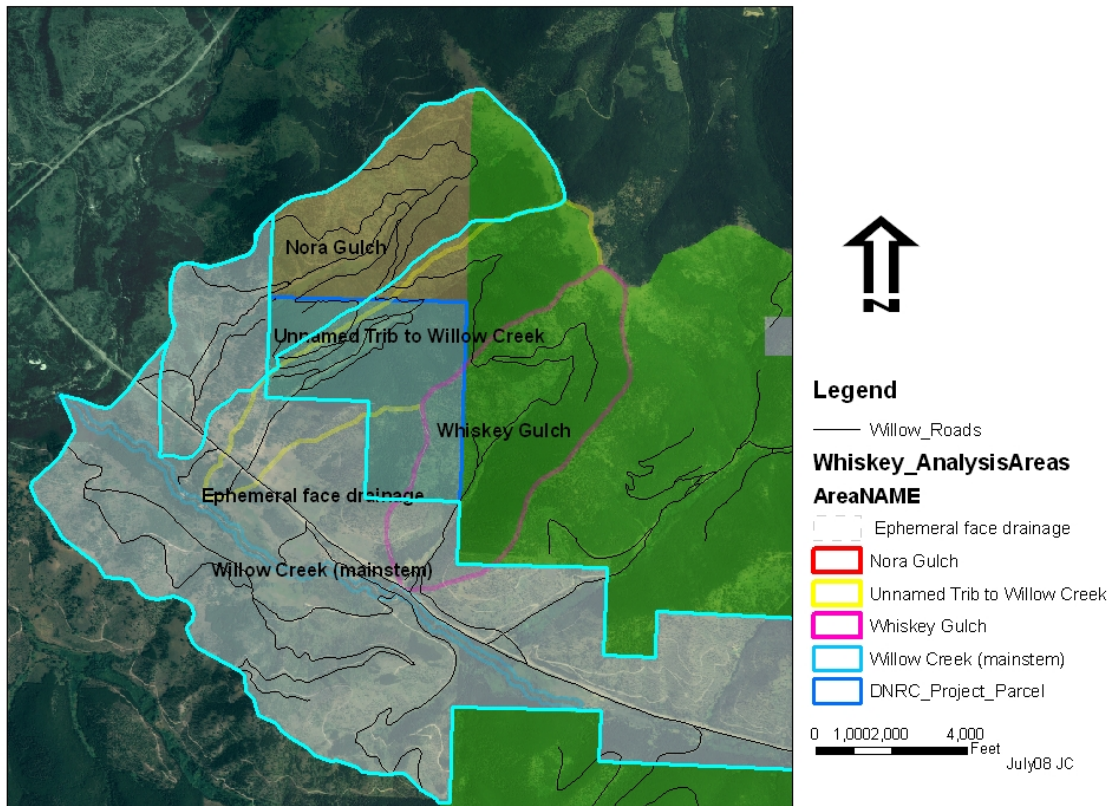 Nora Gulch
Unnamed Trib to Willow Creek
Whiskey Gulch
Ephemeral face drainage
Willow Creek (mainstem)
N
Legend
Willow_Roads
Whiskey_AnalysisAreas
AreaNAME
Ephemeral face drainage
Nora Gulch
Unnamed Trib to Willow Creek
Whiskey Gulch
Willow Creek (mainstem)
DNRC_Project_Parcel
0 1,0002,000 4,000
Feet
July08 JC